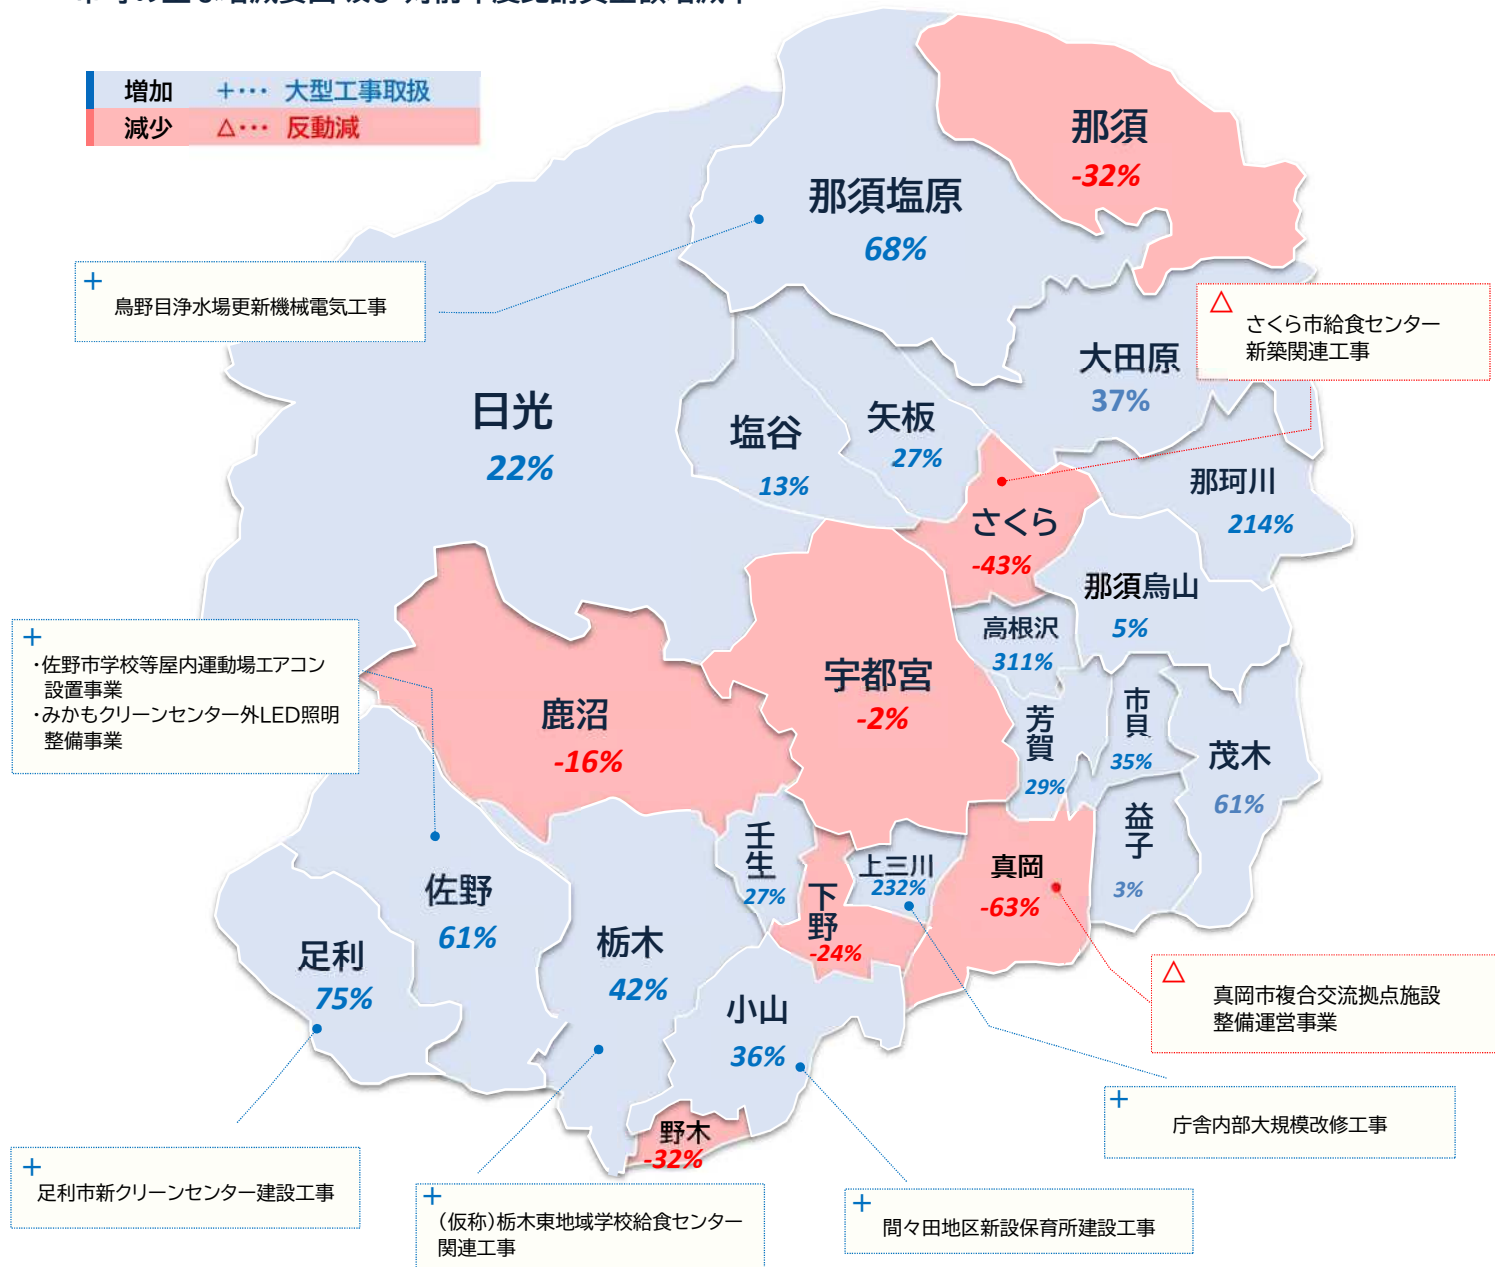 増加 +‥‥ 大型工事取扱
減少 △‥‥ 反動減
那須
-32%
那須塩原
68%
+
鳥野目浄水場更新機械電気工事
△
さくら市給食センター
新築関連工事
大田原
37%
日光
22%
塩谷
13%
矢板
27%
那珂川
214%
さくら
-43%
那須烏山
5%
高根沢
311%
宇都宮
-2%
鹿沼
-16%
+
・佐野市学校等屋内運動場エアコン
設置事業
・みかもクリーンセンター外LED照明
整備事業
芳賀
29%
市貝
35%
茂木
61%
益子
3%
壬生
27%
下野
-24%
上三川
232%
真岡
-63%
佐野
61%
足利
75%
栃木
42%
小山
36%
野木
-32%
△
真岡市複合交流拠点施設
整備運営事業
+
庁舎内部大規模改修工事
+
足利市新クリーンセンター建設工事
+
（仮称）栃木東地域学校給食センター
関連工事
+
間々田地区新設保育所建設工事